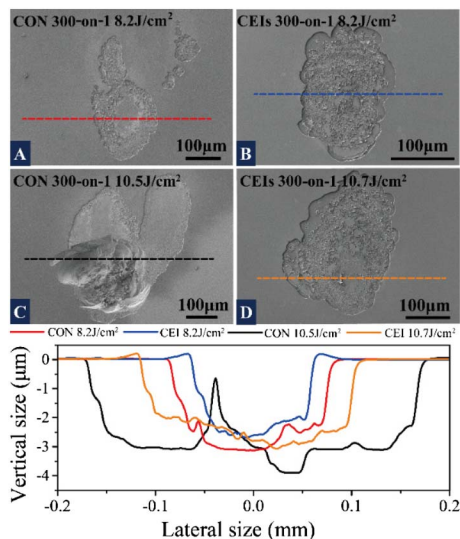 CON 300-on-1 8.2J/cm²
CEIs 300-on-1 8.2J/cm²
100μm
100μm
A
B
CON 300-on-1 10.5J/cm²
CEIs 300-on-1 10.7J/cm²
100μm
100μm
C
D
CON 8.2J/cm² CEI 8.2J/cm² CON 10.5J/cm² CEI 10.7J/cm²
0
-1
-2
-3
-4
Vertical size (μm)
-0.2 -0.1 0.0 0.1 0.2
Lateral size (mm)